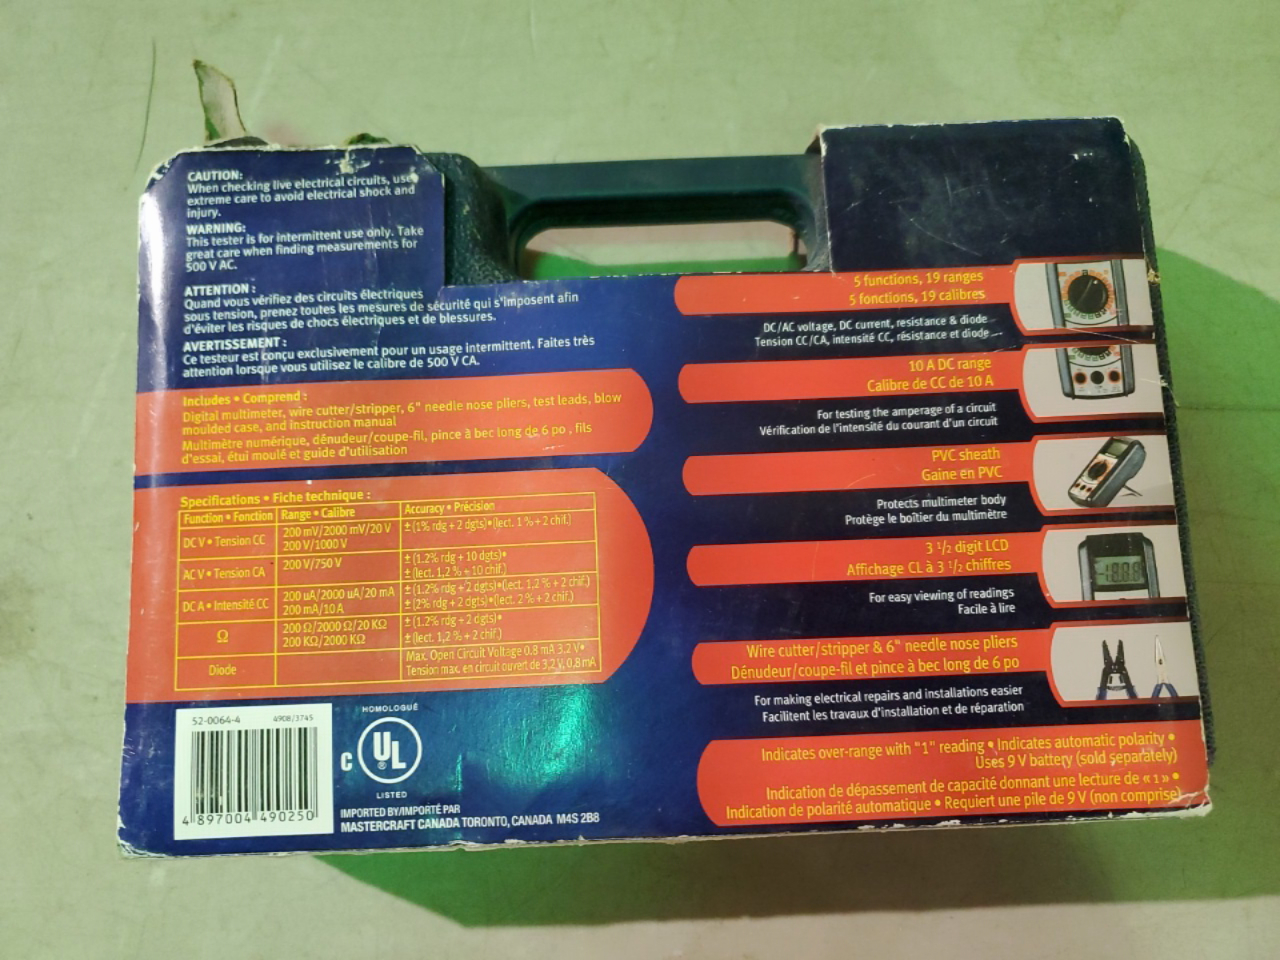 CAUTION:
When checking live electrical circuits, use
extreme care to avoid electrical shock and
injury.
WARNING:
This tester is for intermittent use only. Take
great care when finding measurements for
500 V AC.
ATTENTION :
Quand vous vérifiez des circuits électriques
sous tension, prenez toutes les mesures de sécurité qui s'imposent afin
d'éviter les risques de chocs électriques et de blessures.
AVERTISSEMENT :
Ce testeur est conçu exclusivement pour un usage intermittent. Faites très
attention lorsque vous utilisez le calibre de 500 V CA.
Includes • Comprend :
Digital multimeter, wire cutter/stripper, 6" needle nose pliers, test leads, blow
moulded case, and instruction manual
Multimètre numérique, dénudeur/coupe-fil, pince à bec long de 6 po , fils
d'essai, étui moulé et guide d'utilisation
Specifications • Fiche technique :
Function • Fonction Range • Calibre Accuracy • Précision
DC V • Tension CC 200 mV/2000 mV/20 V ± (1% rdg + 2 dgts)•(lect. 1 % + 2 chif.)
200 V/1000 V
AC V • Tension CA 200 V/750 V ± (1.2% rdg + 10 dgts)•
± (lect. 1,2 % + 10 chif.)
DC A • Intensité CC 200 uA/2000 uA/20 mA ± (1.2% rdg + 2 dgts)•(lect. 1,2 % + 2 chif.)
200 mA/10 A ± (2% rdg + 2 dgts)•(lect. 2 % + 2 chif.)
Ω 200 Ω/2000 Ω/20 KΩ ± (1.2% rdg + 2 dgts)•
200 KΩ/2000 KΩ ± (lect. 1,2 % + 2 chif.)
Diode Max. Open Circuit Voltage 0.8 mA 3.2 V•
Tension max. en circuit ouvert de 3,2 V, 0.8 mA
52-0064-4 4908/3745
4 897004 490250
HOMOLOGUÉ
C UL ®
LISTED
IMPORTED BY/IMPORTÉ PAR
MASTERCRAFT CANADA TORONTO, CANADA M4S 2B8
5 functions, 19 ranges
5 fonctions, 19 calibres
DC/AC voltage, DC current, resistance & diode
Tension CC/CA, intensité CC, résistance et diode
10 A DC range
Calibre de CC de 10 A
For testing the amperage of a circuit
Vérification de l'intensité du courant d'un circuit
PVC sheath
Gaine en PVC
Protects multimeter body
Protège le boîtier du multimètre
3 1/2 digit LCD
Affichage CL à 3 1/2 chiffres
For easy viewing of readings
Facile à lire
Wire cutter/stripper & 6" needle nose pliers
Dénudeur/coupe-fil et pince à bec long de 6 po
For making electrical repairs and installations easier
Facilitent les travaux d'installation et de réparation
Indicates over-range with "1" reading • Indicates automatic polarity •
Uses 9 V battery (sold separately)
Indication de dépassement de capacité donnant une lecture de « 1 » •
Indication de polarité automatique • Requiert une pile de 9 V (non comprise)